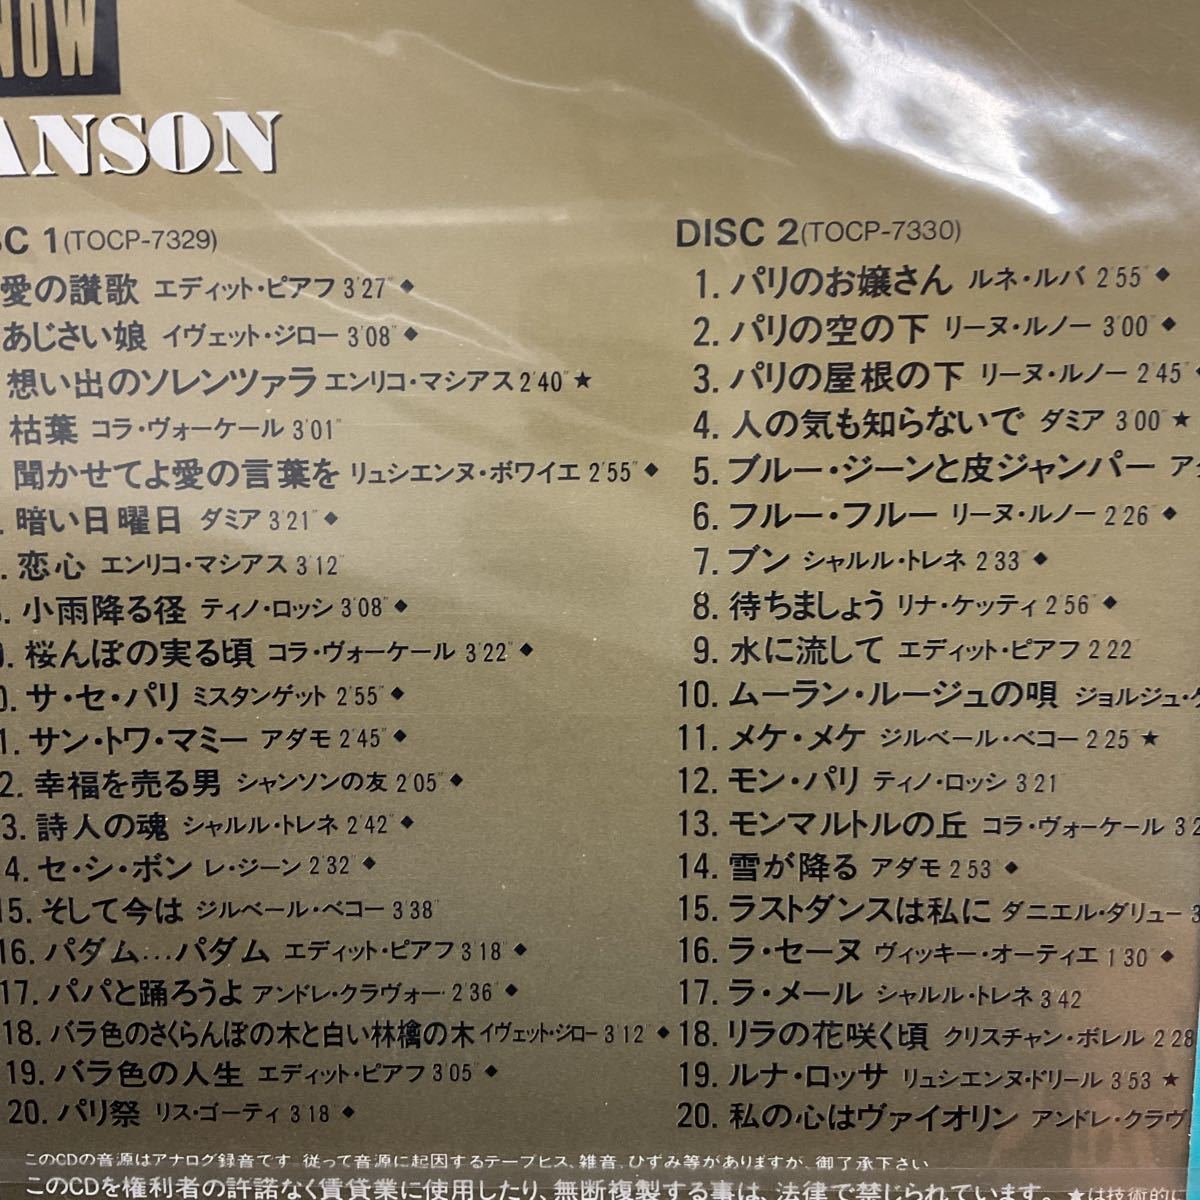 NOW
ANSON
SC 1(TOCP-7329)
愛の讃歌 エディット・ピアフ 3'27"◆
あじさい娘 イヴェット・ジロー 3'08"◆
想い出のソレンツァラ エンリコ・マシアス 2'40"★
枯葉 コラ・ヴォーケール 3'01"
聞かせてよ愛の言葉を リュシエンヌ・ボワイエ 2'55"◆
. 暗い日曜日 ダミア 3'21"◆
. 恋心 エンリコ・マシアス 3'12"
. 小雨降る径 ティノ・ロッシ 3'08"◆
. 桜んぼの実る頃 コラ・ヴォーケール 3'22"◆
0. サ・セ・パリ ミスタンゲット 2'55"◆
1. サン・トワ・マミー アダモ 2'45"◆
2. 幸福を売る男 シャンソンの友 2'05"◆
3. 詩人の魂 シャルル・トレネ 2'42"◆
4. セ・シ・ボン レ・ジーン 2'32"◆
15. そして今は ジルベール・ベコー 3'38"
16. パダム…パダム エディット・ピアフ 3'18"◆
17. パパと踊ろうよ アンドレ・クラヴォー 2'36"◆
18. バラ色のさくらんぼの木と白い林檎の木 イヴェット・ジロー 3'12"◆
19. バラ色の人生 エディット・ピアフ 3'05"◆
20. パリ祭 リス・ゴーティ 3'18"◆
DISC 2(TOCP-7330)
1. パリのお嬢さん ルネ・ルバ 2'55"◆
2. パリの空の下 リーヌ・ルノー 3'00"◆
3. パリの屋根の下 リーヌ・ルノー 2'45"◆
4. 人の気も知らないで ダミア 3'00"★
5. ブルー・ジーンと皮ジャンパー ア
6. フルー・フルー リーヌ・ルノー 2'26"◆
7. ブン シャルル・トレネ 2'33"◆
8. 待ちましょう リナ・ケッティ 2'56"◆
9. 水に流して エディット・ピアフ 2'22"
10. ムーラン・ルージュの唄 ジョルジュ・
11. メケ・メケ ジルベール・ベコー 2'25"★
12. モン・パリ ティノ・ロッシ 3'21"
13. モンマルトルの丘 コラ・ヴォーケール 3'2
14. 雪が降る アダモ 2'53"◆
15. ラストダンスは私に ダニエル・ダリュー 3
16. ラ・セーヌ ヴィッキー・オーティエ 1'30"◆
17. ラ・メール シャルル・トレネ 3'42"
18. リラの花咲く頃 クリスチャン・ボレル 2'28
19. ルナ・ロッサ リュシエンヌ・ドリール 3'53"★
20. 私の心はヴァイオリン アンドレ・クラヴ
このCDの音源はアナログ録音です。従って音源に起因するテープヒス、雑音、ひずみ等がありますが、御了承下さい
このCDを権利者の許諾なく賃貸業に使用したり、無断複製する事は、法律で禁じられています。★は技術的に